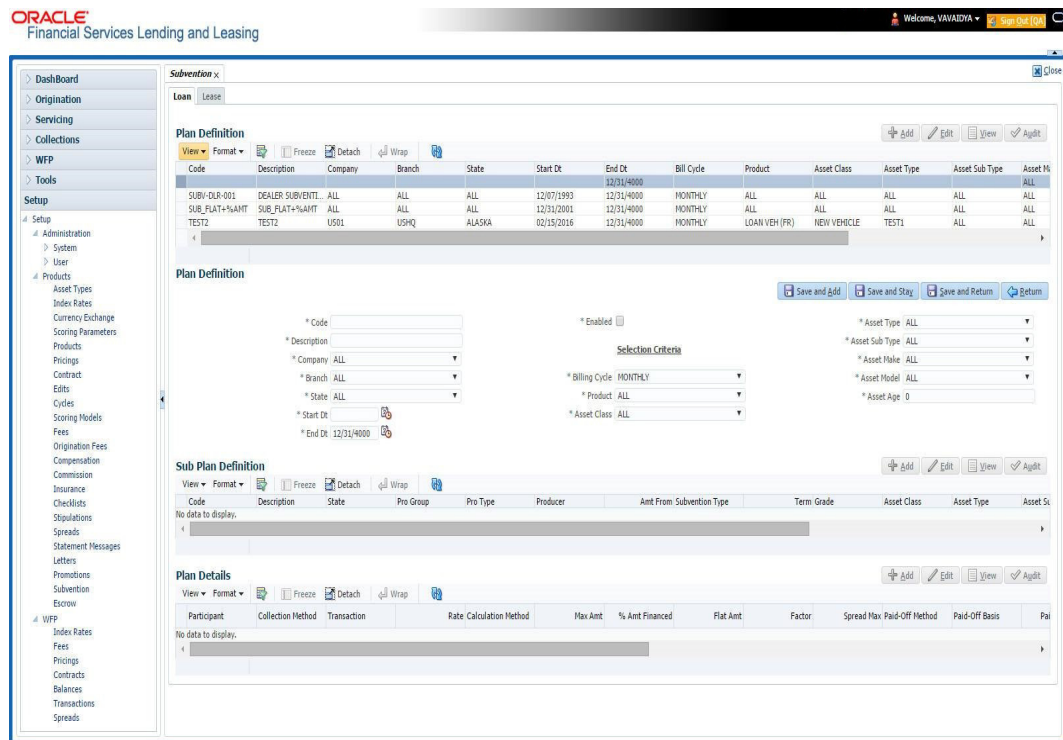 ORACLE'
Financial Services Lending and Leasing
Welcome, VAVAIDYA
Sign Out [QA]
Close
DashBoard
Origination
Servicing
Collections
WFP
Tools
Setup
Setup
Administration
System
User
Products
Asset Types
Index Rates
Currency Exchange
Scoring Parameters
Products
Pricings
Contract
Edits
Cycles
Scoring Models
Fees
Origination Fees
Compensation
Commission
Insurance
Checklists
Stipulations
Spreads
Statement Messages
Letters
Promotions
Subvention
Escrow
WFP
Index Rates
Fees
Pricings
Contracts
Balances
Transactions
Spreads
Subvention x
Loan Lease
Plan Definition
Add Edit View Audit
View Format Freeze Detach Wrap
Code Description Company Branch State Start Dt End Dt Bill Cycle Product Asset Class Asset Type Asset Sub Type Asset M
12/31/4000 ALL
SUBV-DLR-001 DEALER SUBVENTI... ALL ALL ALL 12/07/1993 12/31/4000 MONTHLY ALL ALL ALL ALL ALL
SUB_FLAT+%AMT SUB_FLAT+%AMT ALL ALL ALL 12/31/2001 12/31/4000 MONTHLY ALL ALL ALL ALL ALL
TEST2 TEST2 US01 USHQ ALASKA 02/15/2016 12/31/4000 MONTHLY LOAN VEH (FR) NEW VEHICLE TEST1 ALL ALL
Plan Definition
Save and Add Save and Stay Save and Return Return
* Code
* Description
* Company ALL
* Branch ALL
* State ALL
* Start Dt
* End Dt 12/31/4000
* Enabled
Selection Criteria
* Billing Cycle MONTHLY
* Product ALL
* Asset Class ALL
* Asset Type ALL
* Asset Sub Type ALL
* Asset Make ALL
* Asset Model ALL
* Asset Age 0
Sub Plan Definition
Add Edit View Audit
View Format Freeze Detach Wrap
Code Description State Pro Group Pro Type Producer Amt From Subvention Type Term Grade Asset Class Asset Type Asset Su
No data to display.
Plan Details
Add Edit View Audit
View Format Freeze Detach Wrap
Participant Collection Method Transaction Rate Calculation Method Max Amt % Amt Financed Flat Amt Factor Spread Max Paid-Off Method Paid-Off Basis Pai
No data to display.